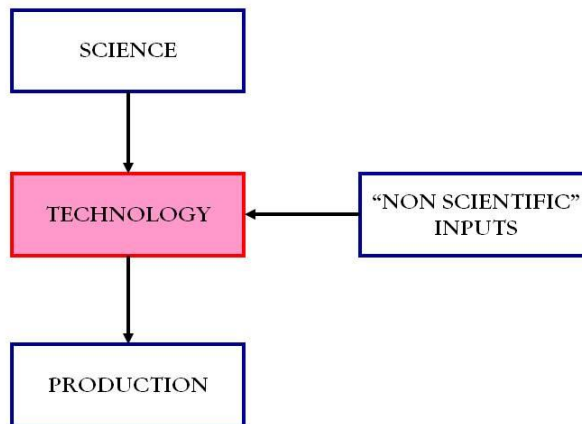 SCIENCE
TECHNOLOGY
“NON SCIENTIFIC”
INPUTS
PRODUCTION